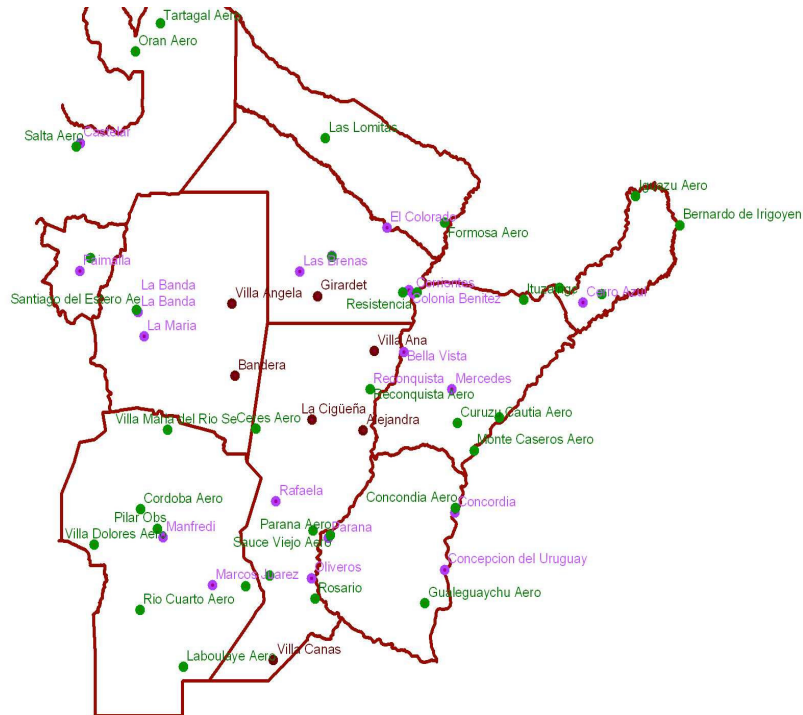 Tartagal Aero
Oran Aero
Las Lomitas
Salta Aero
Castelar
Iguazu Aero
El Colorado
Bernardo de Irigoyen
Formosa Aero
Famailla
Las Brenas
La Banda
Villa Angela
Girardet
Corrientes
Santiago del Estero Ae
La Banda
Resistencia
Colonia Benitez
Ituzaingo
Cerro Azul
La Maria
Villa Ana
Bella Vista
Bandera
Reconquista
Mercedes
Reconquista Aero
Villa Maria del Rio Se
Ceres Aero
La Cigüeña
Alejandra
Curuzu Cautia Aero
Monte Caseros Aero
Rafaela
Cordoba Aero
Concondia Aero
Concordia
Pilar Obs
Manfredi
Villa Dolores Aero
Parana Aero
Parana
Sauce Viejo Aero
Concepcion del Uruguay
Marcos Juarez
Oliveros
Rio Cuarto Aero
Rosario
Gualeguaychu Aero
Laboulaye Aero
Villa Canas